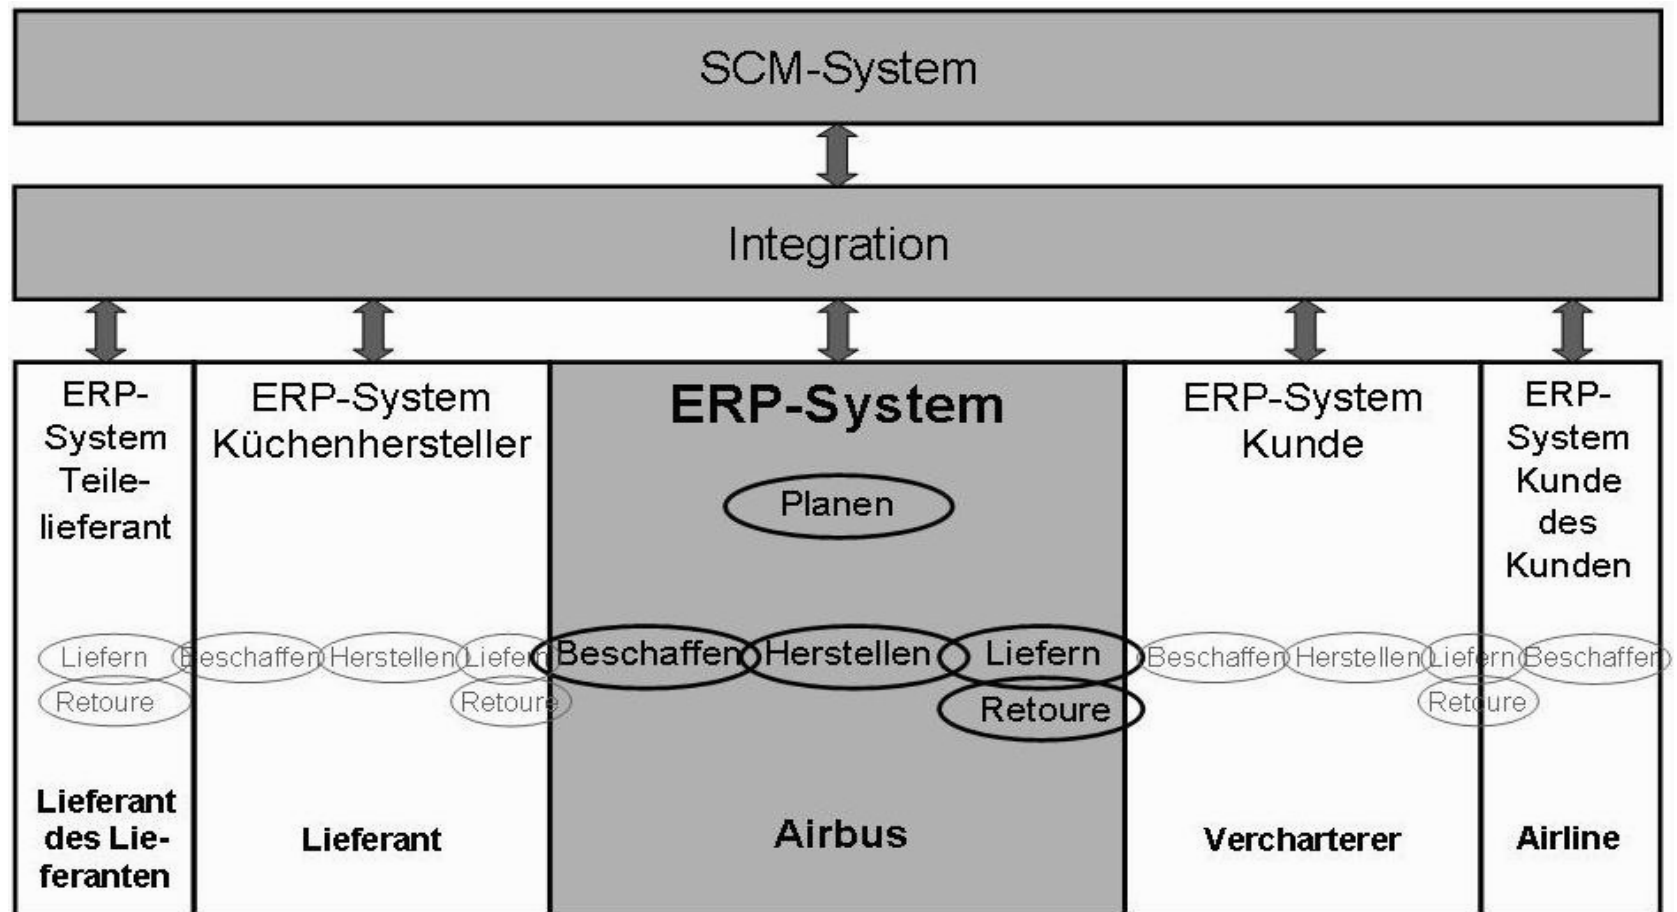 SCM-System
Integration
ERP-
System
Teile-
lieferant
ERP-System
Küchenhersteller
ERP-System
Planen
ERP-System
Kunde
ERP-
System
Kunde
des
Kunden
Liefern
Beschaffen
Herstellen
Liefern
Beschaffen
Herstellen
Liefern
Beschaffen
Herstellen
Liefern
Beschaffen
Retoure
Retoure
Retoure
Retoure
Lieferant
des Lie-
feranten
Lieferant
Airbus
Vercharterer
Airline